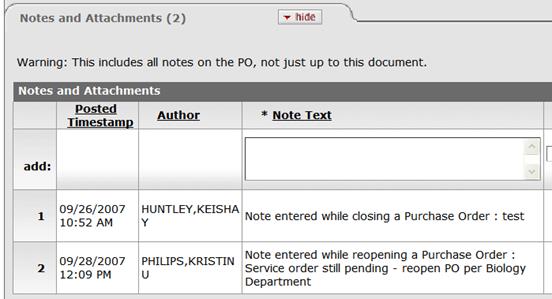 Notes and Attachments (2)
hide
Warning: This includes all notes on the PO, not just up to this document.
Notes and Attachments
Posted Timestamp
Author
* Note Text
add:
1
09/26/2007
10:52 AM
HUNTLEY,KEISHA
Y
Note entered while closing a Purchase Order : test
2
09/28/2007
12:09 PM
PHILIPS,KRISTIN
U
Note entered while reopening a Purchase Order :
Service order still pending - reopen PO per Biology
Department